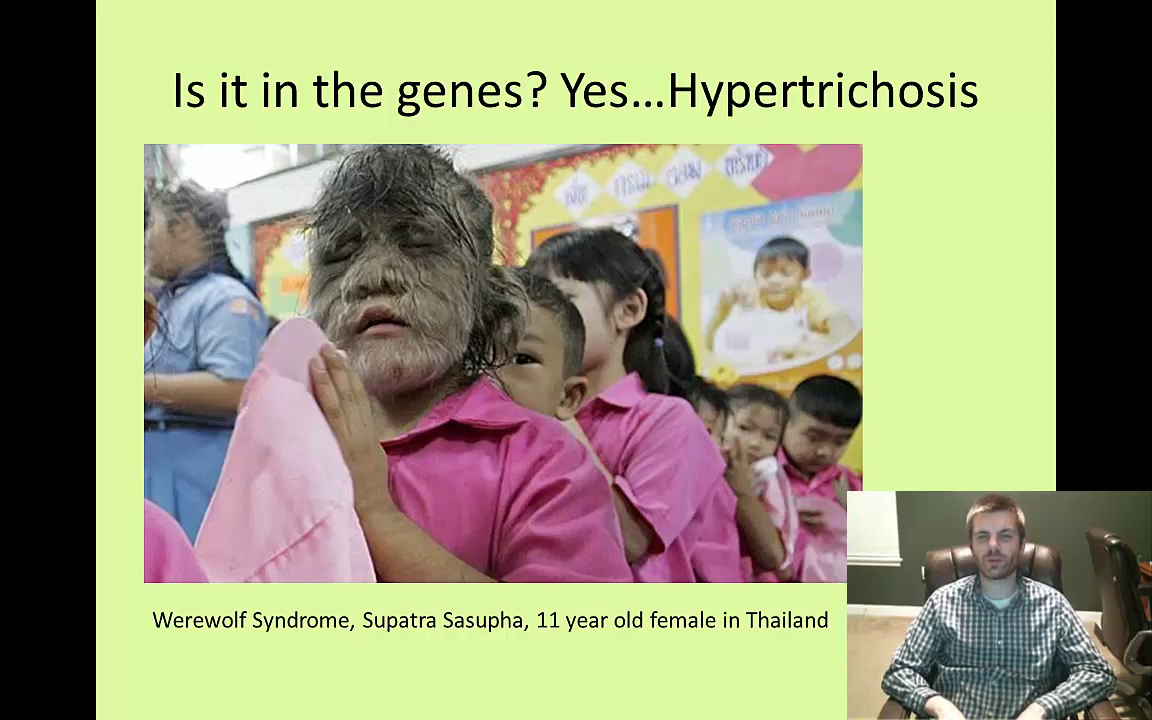 Is it in the genes? Yes...Hypertrichosis
Werewolf Syndrome, Supatra Sasupha, 11 year old female in Thailand